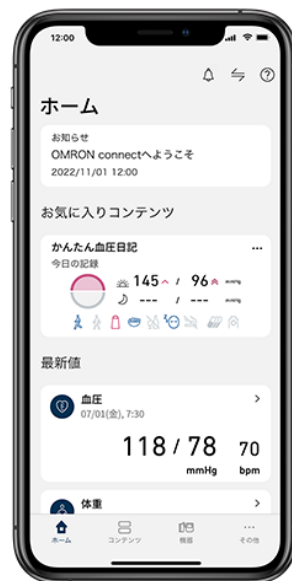 12:00
ホーム
お知らせ
OMRON connectへようこそ
2022/11/01 12:00
お気に入りコンテンツ
かんたん血圧日記
今日の記録
145 / 96 mmHg
--- / --- mmHg
最新値
血圧
07/01(金), 7:30
118 / 78 70
mmHg bpm
体重
ホーム コンテンツ 機器 その他